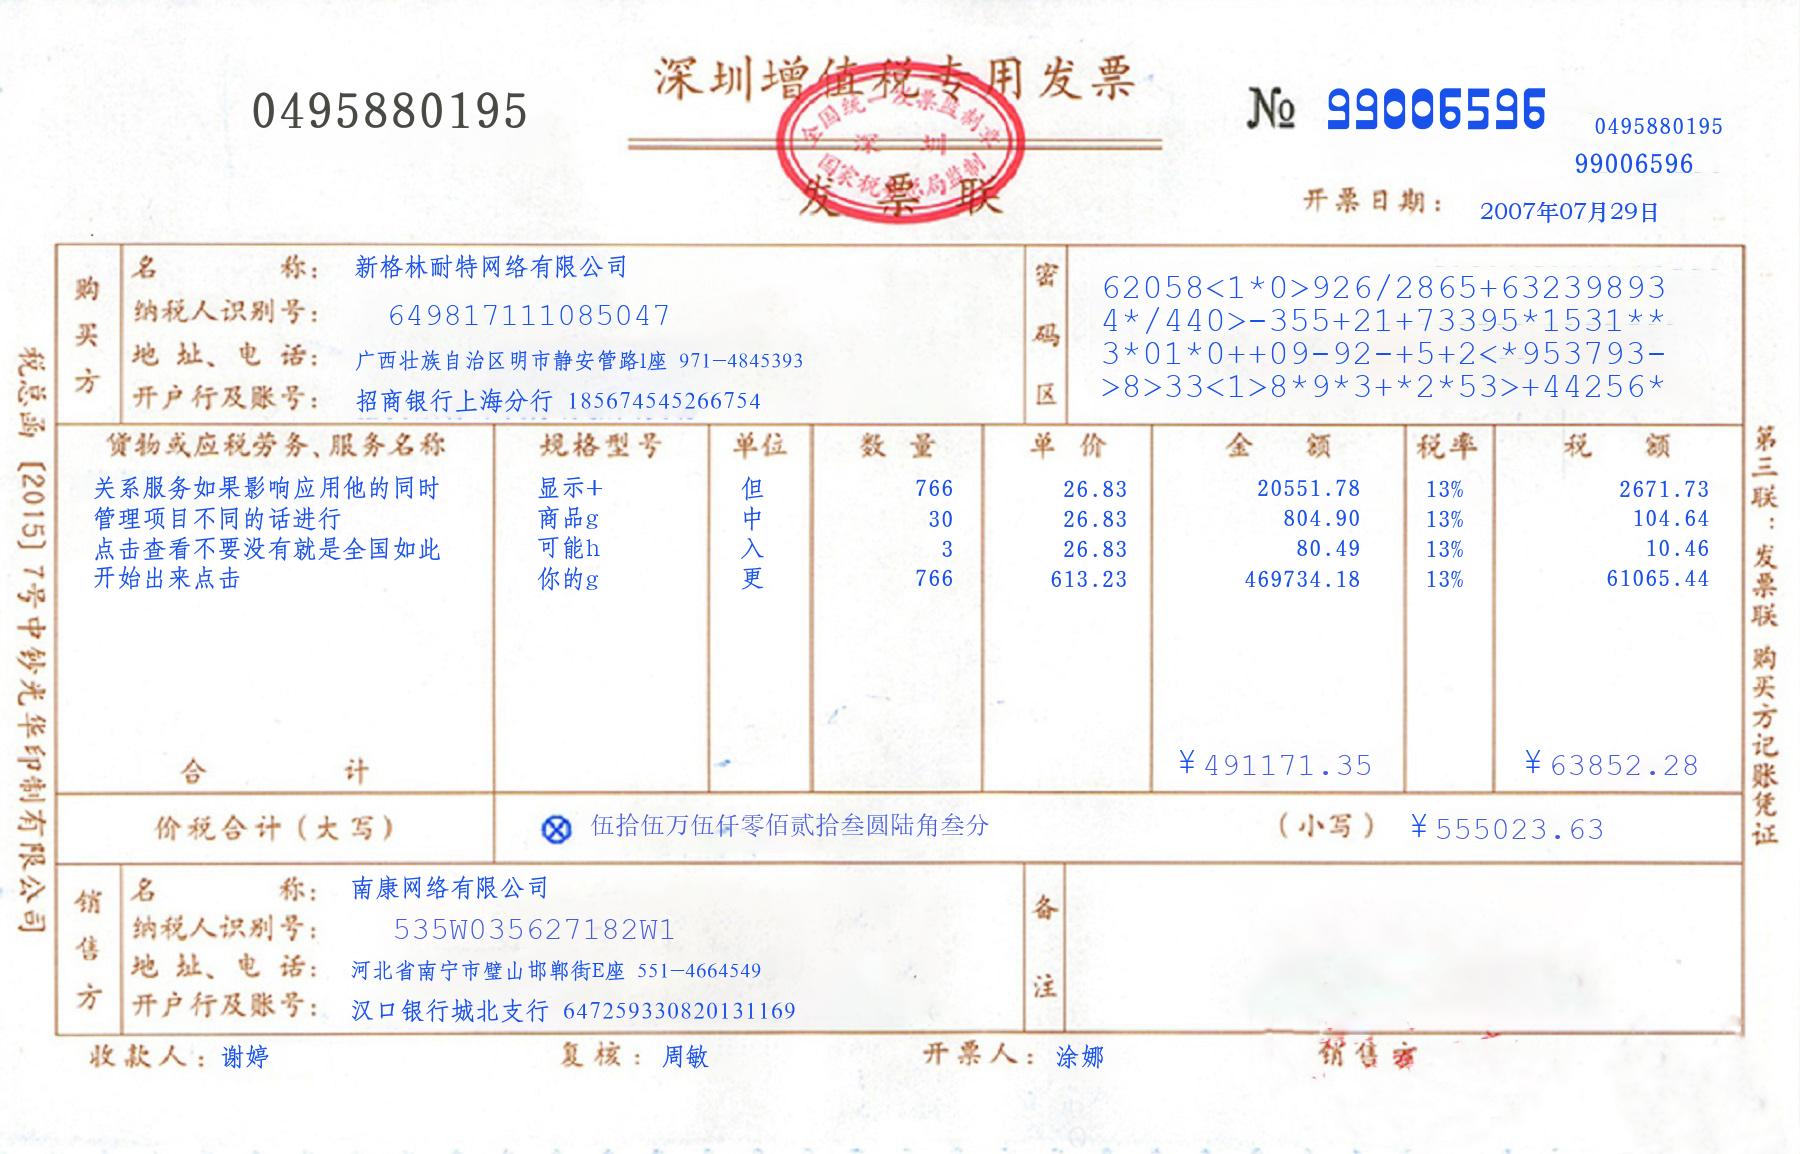 深圳增值税专用发票
0495880195
№ 99006596
0495880195
99006596
全国统一发票监制章
深圳
国家税务总局监制
发票联
开票日期： 2007年07月29日
购买方
名称： 新格林耐特网络有限公司
纳税人识别号： 649817111085047
地址、电话： 广西壮族自治区明市静安管路l座 971-4845393
开户行及账号： 招商银行上海分行 185674545266754
密码区
62058<1*0>926/2865+63239893
4*/440>-355+21+73395*1531**
3*01*0++09-92-+5+2<*953793-
>8>33<1>8*9*3+*2*53>+44256*
货物或应税劳务、服务名称 规格型号 单位 数量 单价 金额 税率 税额
关系服务如果影响应用他的同时 显示+ 但 766 26.83 20551.78 13% 2671.73
管理项目不同的话进行 商品g 中 30 26.83 804.90 13% 104.64
点击查看不要没有就是全国如此 可能h 入 3 26.83 80.49 13% 10.46
开始出来点击 你的g 更 766 613.23 469734.18 13% 61065.44
合计 ¥491171.35 ¥63852.28
价税合计（大写） ⊗ 伍拾伍万伍仟零佰贰拾叁圆陆角叁分 （小写） ¥555023.63
销售方
名称： 南康网络有限公司
纳税人识别号： 535W035627182W1
地址、电话： 河北省南宁市璧山邯郸街E座 551-4664549
开户行及账号： 汉口银行城北支行 647259330820131169
备注
收款人：谢婷 复核：周敏 开票人：涂娜 销售方
税总函 [2015] 7号中钞光华印制有限公司
第三联：发票联 购买方记账凭证